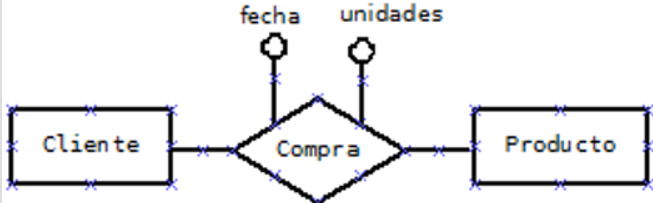 fecha
unidades
Cliente
Compra
Producto